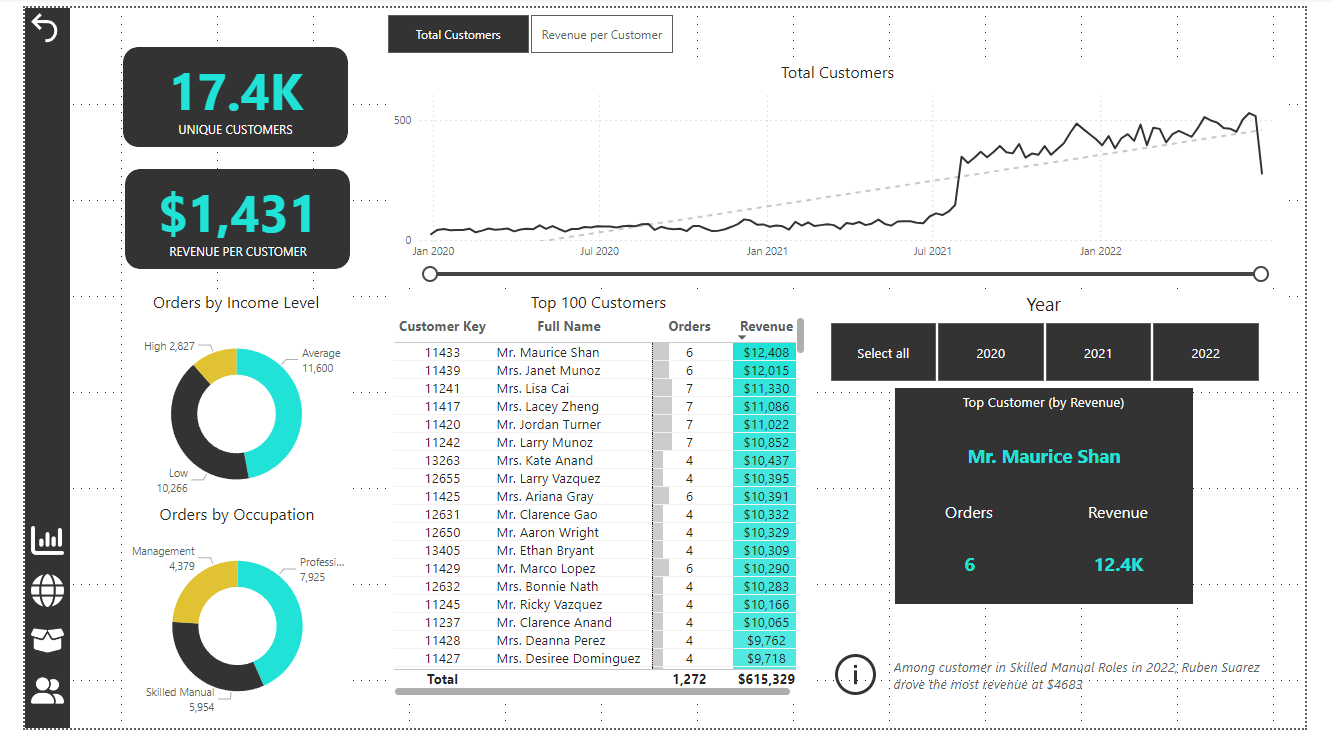 Total Customers
Revenue per Customer
17.4K
UNIQUE CUSTOMERS
$1,431
REVENUE PER CUSTOMER
Total Customers
500
0
Jan 2020 Jul 2020 Jan 2021 Jul 2021 Jan 2022
Orders by Income Level
High 2,827
Average
11,600
Low
10,266
Orders by Occupation
Management
4,379
Professi...
7,925
Skilled Manual
5,954
Top 100 Customers
Customer Key Full Name Orders Revenue
11433 Mr. Maurice Shan 6 $12,408
11439 Mrs. Janet Munoz 6 $12,015
11241 Mrs. Lisa Cai 7 $11,330
11417 Mrs. Lacey Zheng 7 $11,086
11420 Mr. Jordan Turner 7 $11,022
11242 Mr. Larry Munoz 7 $10,852
13263 Mrs. Kate Anand 4 $10,437
12655 Mr. Larry Vazquez 4 $10,395
11425 Mrs. Ariana Gray 6 $10,391
12631 Mr. Clarence Gao 4 $10,332
12650 Mr. Aaron Wright 4 $10,329
13405 Mr. Ethan Bryant 4 $10,309
11429 Mr. Marco Lopez 6 $10,290
12632 Mrs. Bonnie Nath 4 $10,283
11245 Mr. Ricky Vazquez 4 $10,166
11237 Mr. Clarence Anand 4 $10,065
11428 Mrs. Deanna Perez 4 $9,762
11427 Mrs. Desiree Dominguez 4 $9,718
Total 1,272 $615,329
Year
Select all
2020
2021
2022
Top Customer (by Revenue)
Mr. Maurice Shan
Orders Revenue
6 12.4K
Among customer in Skilled Manual Roles in 2022, Ruben Suarez
drove the most revenue at $4683